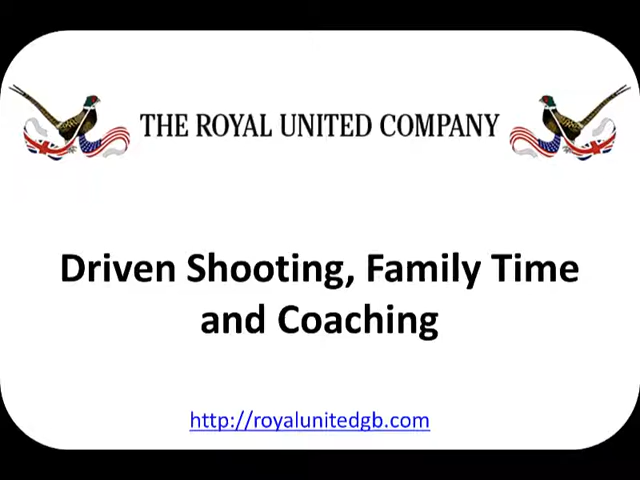 THE ROYAL UNITED COMPANY
Driven Shooting, Family Time
and Coaching
http://royalunitedgb.com